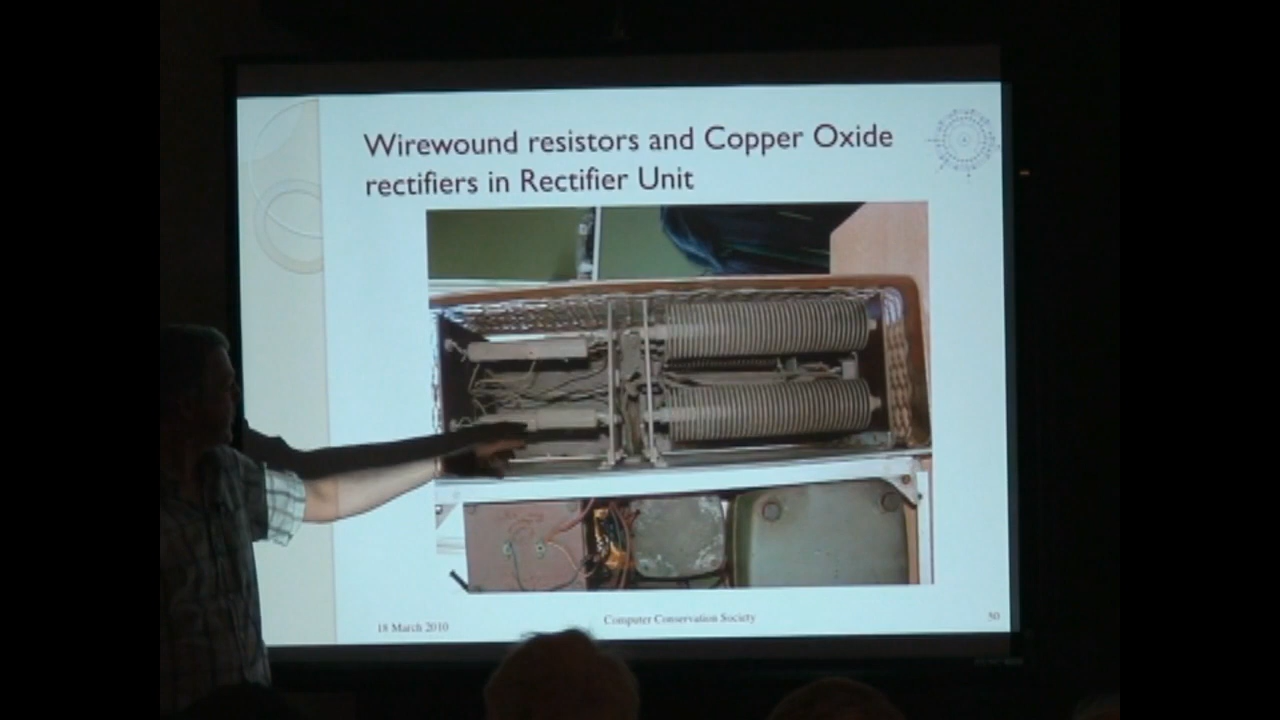 Wirewound resistors and Copper Oxide
rectifiers in Rectifier Unit
18 March 2010
Computer Conservation Society
50